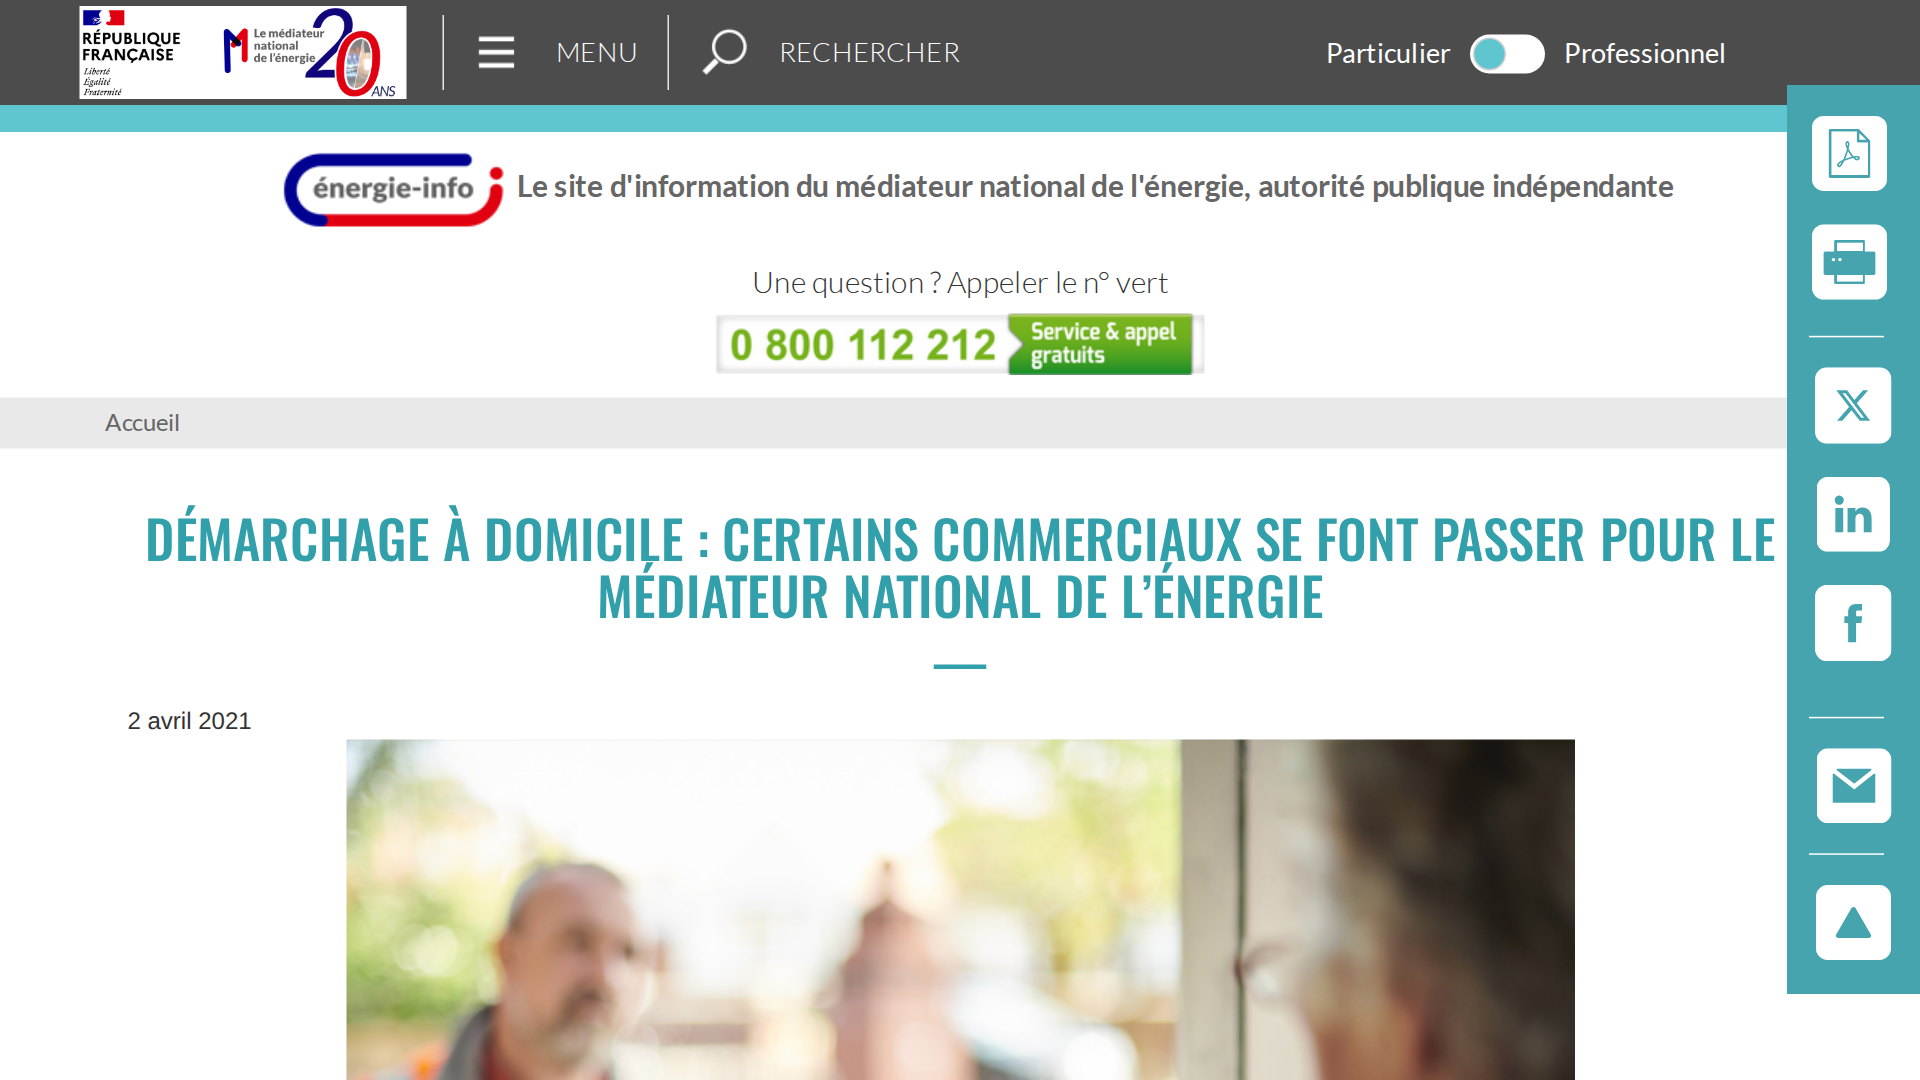 RÉPUBLIQUE
FRANÇAISE
Liberté
Égalité
Fraternité
Le médiateur
national
de l'énergie
20
ANS
MENU
RECHERCHER
Particulier
Professionnel
énergie-info
Le site d'information du médiateur national de l'énergie, autorité publique indépendante
Une question ? Appeler le n° vert
0 800 112 212
Service & appel
gratuits
Accueil
DÉMARCHAGE À DOMICILE : CERTAINS COMMERCIAUX SE FONT PASSER POUR LE
MÉDIATEUR NATIONAL DE L’ÉNERGIE
2 avril 2021